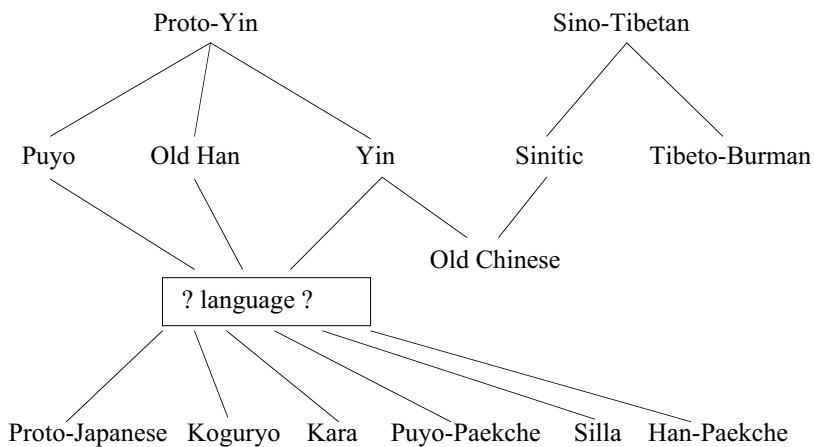 Proto-Yin Sino-Tibetan
Puyo Old Han Yin Sinitic Tibeto-Burman
Old Chinese
? language ?
Proto-Japanese Koguryo Kara Puyo-Paekche Silla Han-Paekche